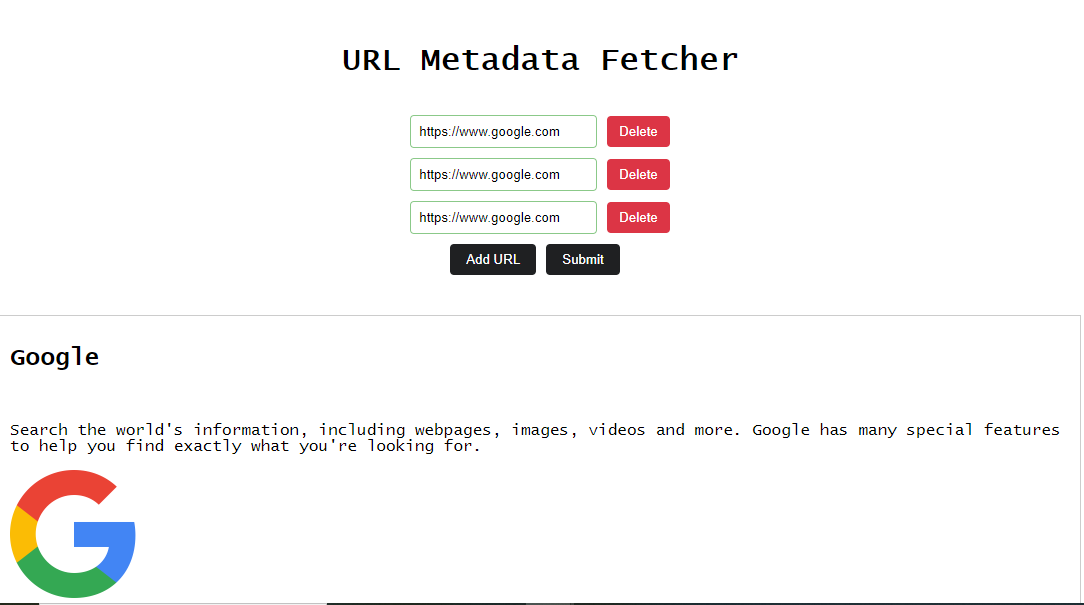 URL Metadata Fetcher
https://www.google.com
Delete
https://www.google.com
Delete
https://www.google.com
Delete
Add URL
Submit
Google
Search the world's information, including webpages, images, videos and more. Google has many special features
to help you find exactly what you're looking for.